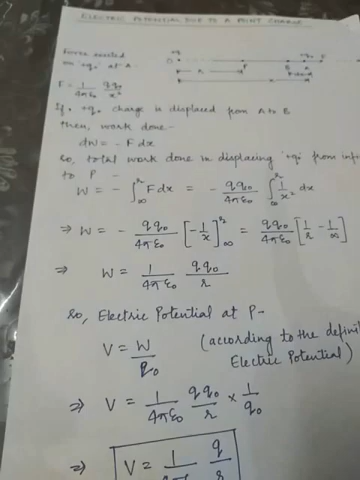 ELECTRIC POTENTIAL DUE TO A POINT CHARGE
Force exerted
on +q₀ at A-
F = 1/4πε₀ qq₀/x²
If +q₀ charge is displaced from A to B
then, work done-
dW = - F dx
So, total work done in displacing +q₀ from
to P -
W = - ∫∞^r F dx = - qq₀/4πε₀ ∫∞^r 1/x² dx
⇒ W = - qq₀/4πε₀ [-1/x]∞^r = qq₀/4πε₀ [1/r - 1/∞]
⇒ W = 1/4πε₀ qq₀/r
So, Electric Potential at P-
V = W/q₀ (according to the
Electric Potential)
⇒ V = 1/4πε₀ qq₀/r × 1/q₀
⇒ V = 1/4πε₀ q/r